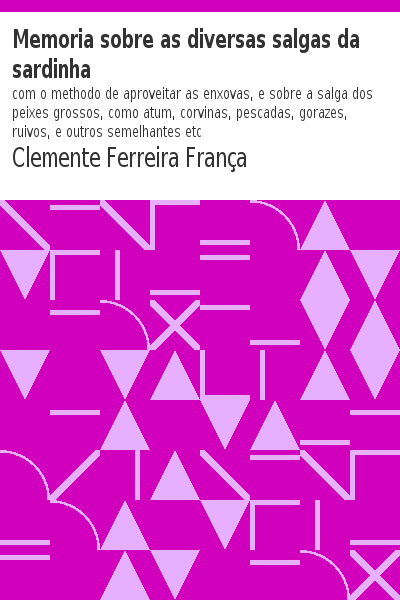 Memoria sobre as diversas salgas da
sardinha
com o methodo de aproveitar as enxovas, e sobre a salga dos
peixes grossos, como atum, corvinas, pescadas, gorazes,
ruivos, e outros semelhantes etc
Clemente Ferreira França